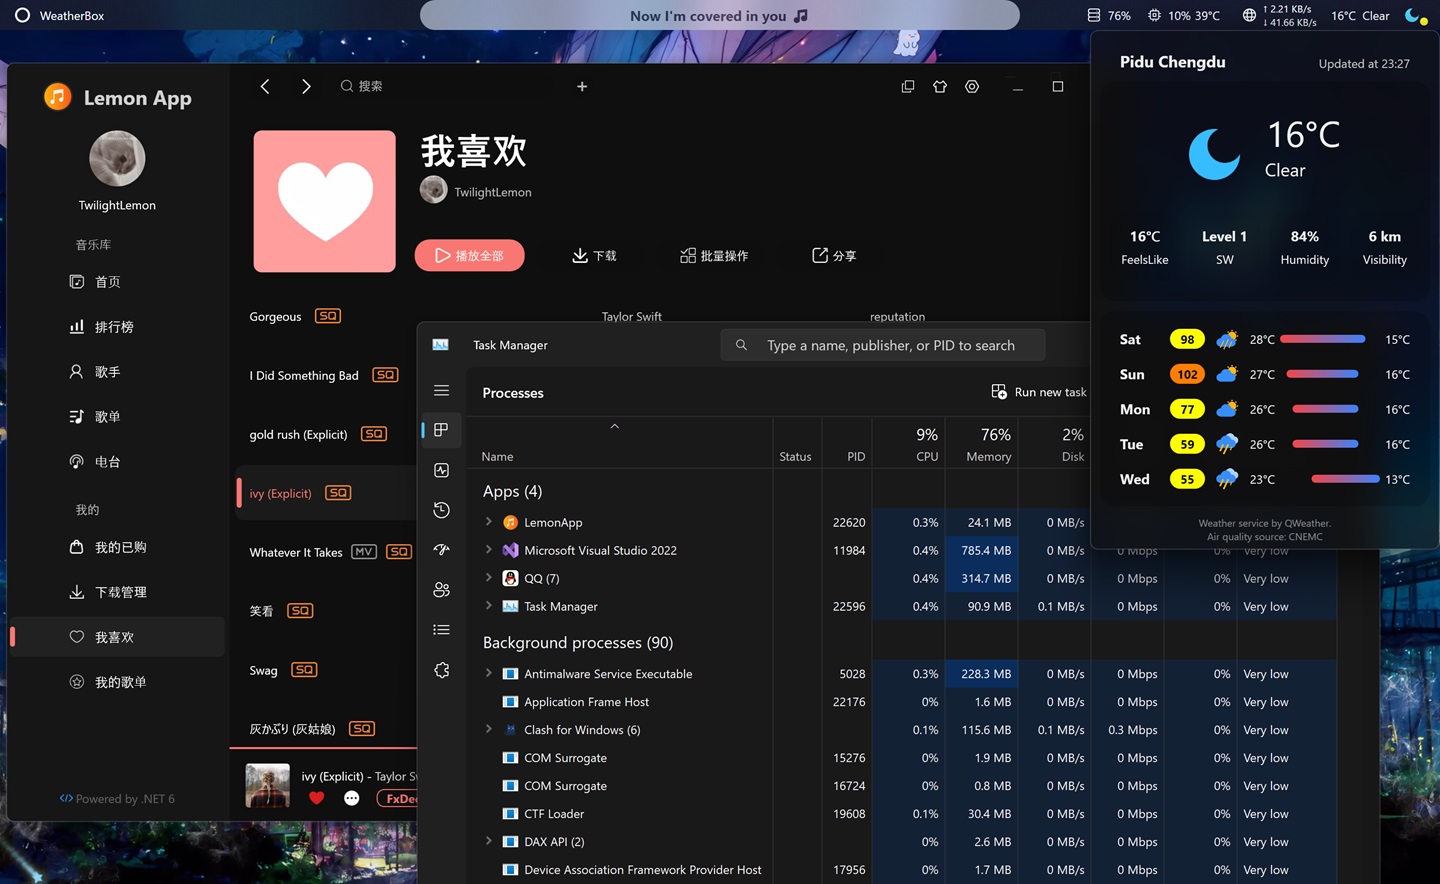 WeatherBox
Now I'm covered in you
76%
10% 39°C
↑ 2.21 KB/s
↓ 41.66 KB/s
16°C Clear
Lemon App
TwilightLemon
音乐库
首页
排行榜
歌手
歌单
电台
我的
我的已购
下载管理
我喜欢
我的歌单
Powered by .NET 6
搜索
我喜欢
TwilightLemon
播放全部
下载
批量操作
分享
Gorgeous SQ Taylor Swift reputation
I Did Something Bad SQ
gold rush (Explicit) SQ
ivy (Explicit) SQ
Whatever It Takes MV SQ
笑看 SQ
Swag SQ
灰かぶり (灰姑娘) SQ
ivy (Explicit) - Taylor
Task Manager
Type a name, publisher, or PID to search
Processes
Run new task
9% 76% 2%
Name Status PID CPU Memory Disk
Apps (4)
LemonApp 22620 0.3% 24.1 MB 0 MB/s
Microsoft Visual Studio 2022 11984 0.4% 785.4 MB 0 MB/s 0 Mbps 0% Very low
QQ (7) 0.4% 314.7 MB 0 MB/s 0 Mbps 0% Very low
Task Manager 22596 0.4% 90.9 MB 0.1 MB/s 0 Mbps 0% Very low
Background processes (90)
Antimalware Service Executable 5028 0.3% 228.3 MB 0 MB/s 0 Mbps 0% Very low
Application Frame Host 22176 0% 1.6 MB 0 MB/s 0 Mbps 0% Very low
Clash for Windows (6) 0.1% 115.6 MB 0.1 MB/s 0.3 Mbps 0% Very low
COM Surrogate 15276 0% 1.9 MB 0 MB/s 0 Mbps 0% Very low
COM Surrogate 16724 0% 0.8 MB 0 MB/s 0 Mbps 0% Very low
CTF Loader 19608 0.1% 30.4 MB 0 MB/s 0 Mbps 0% Very low
DAX API (2) 0% 2.6 MB 0 MB/s 0 Mbps 0% Very low
Device Association Framework Provider Host 17956 0% 1.7 MB 0 MB/s 0 Mbps 0% Very low
Pidu Chengdu
Updated at 23:27
16°C
Clear
16°C Level 1 84% 6 km
FeelsLike SW Humidity Visibility
Sat 98 28°C 15°C
Sun 102 27°C 16°C
Mon 77 26°C 16°C
Tue 59 26°C 16°C
Wed 55 23°C 13°C
Weather service by QWeather.
Air quality source: CNEMC